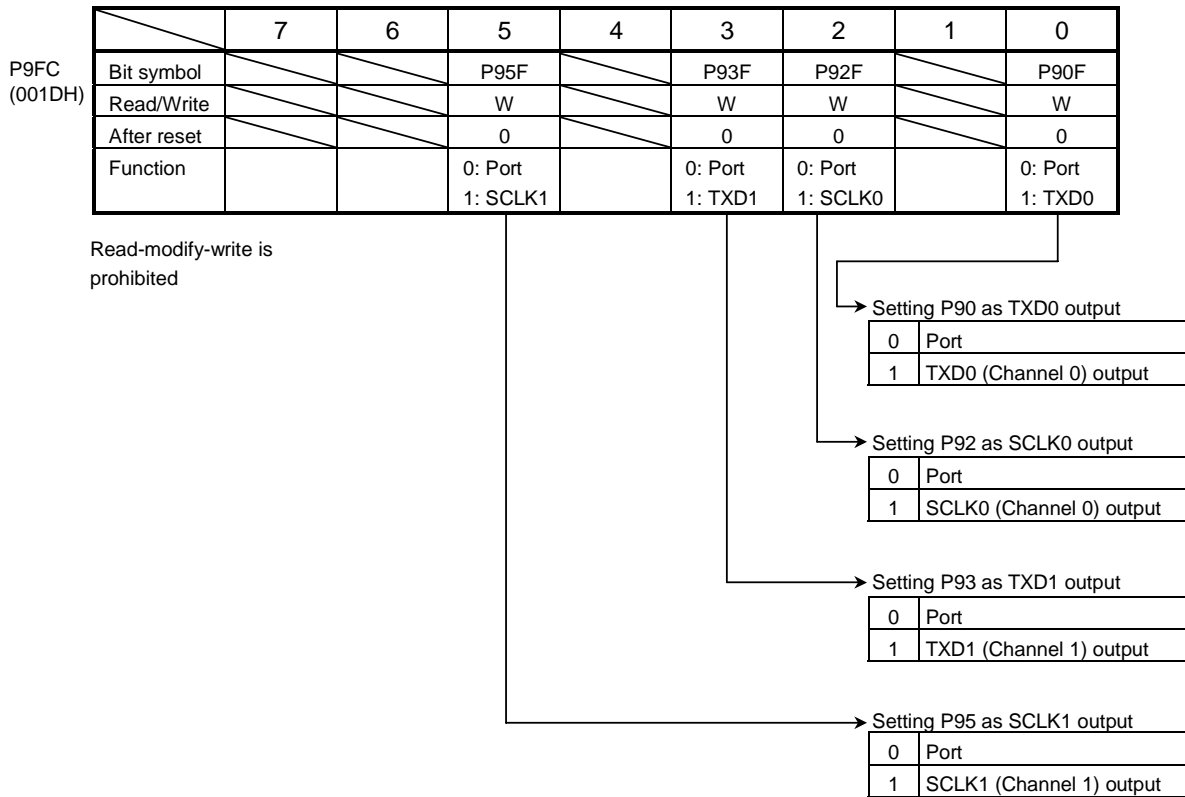 7 6 5 4 3 2 1 0
P9FC
(001DH)
Bit symbol P95F P93F P92F P90F
Read/Write W W W W
After reset 0 0 0 0
Function 0: Port 0: Port 0: Port 0: Port
1: SCLK1 1: TXD1 1: SCLK0 1: TXD0
Read-modify-write is
prohibited
Setting P90 as TXD0 output
0 Port
1 TXD0 (Channel 0) output
Setting P92 as SCLK0 output
0 Port
1 SCLK0 (Channel 0) output
Setting P93 as TXD1 output
0 Port
1 TXD1 (Channel 1) output
Setting P95 as SCLK1 output
0 Port
1 SCLK1 (Channel 1) output